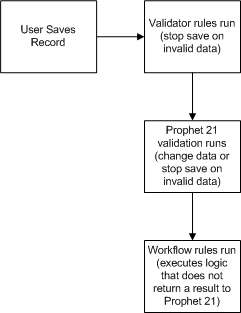 User Saves
Record
Validator rules run
(stop save on
invalid data)
Prophet 21
validation runs
(change data or
stop save on
invalid data)
Workflow rules run
(executes logic
that does not
return a result to
Prophet 21)